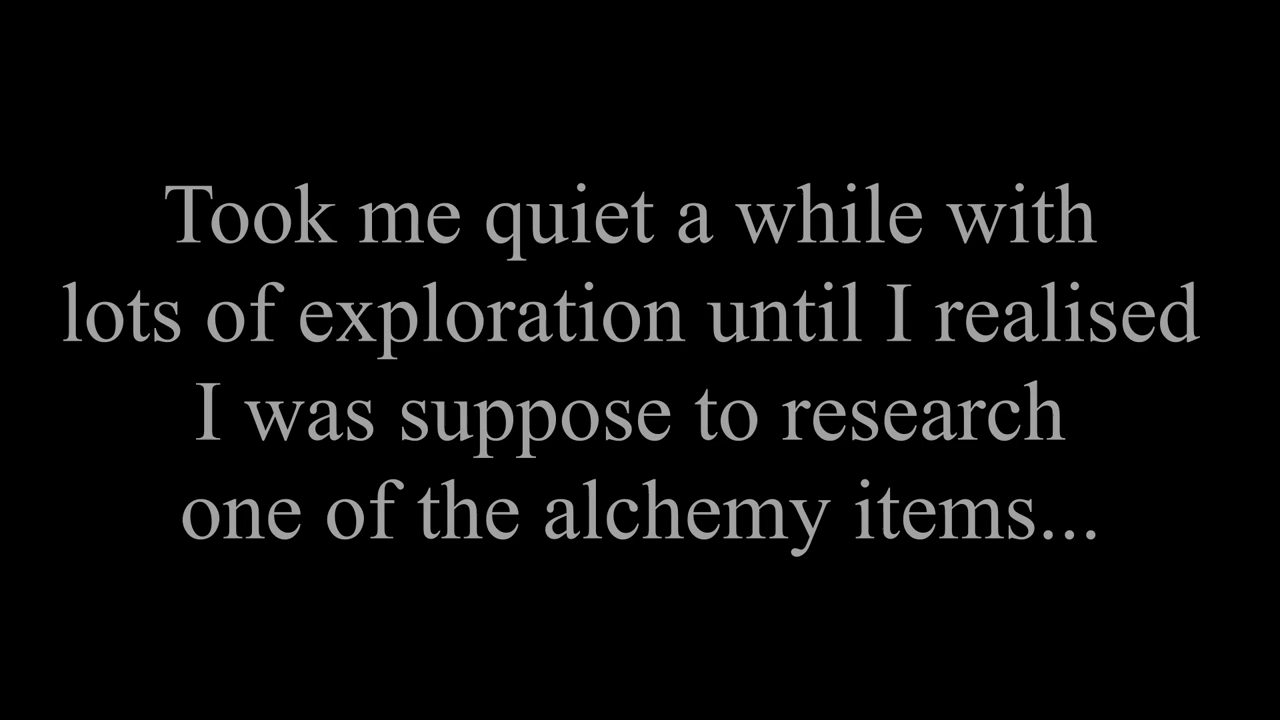 Took me quiet a while with
lots of exploration until I realised
I was suppose to research
one of the alchemy items...